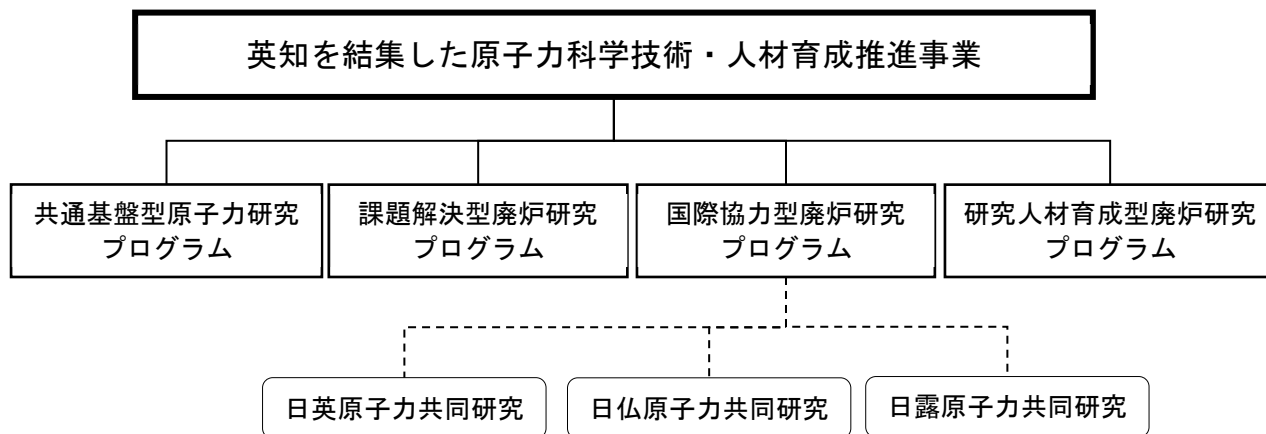 英知を結集した原子力科学技術・人材育成推進事業
共通基盤型原子力研究
プログラム
課題解決型廃炉研究
プログラム
国際協力型廃炉研究
プログラム
研究人材育成型廃炉研究
プログラム
日英原子力共同研究
日仏原子力共同研究
日露原子力共同研究